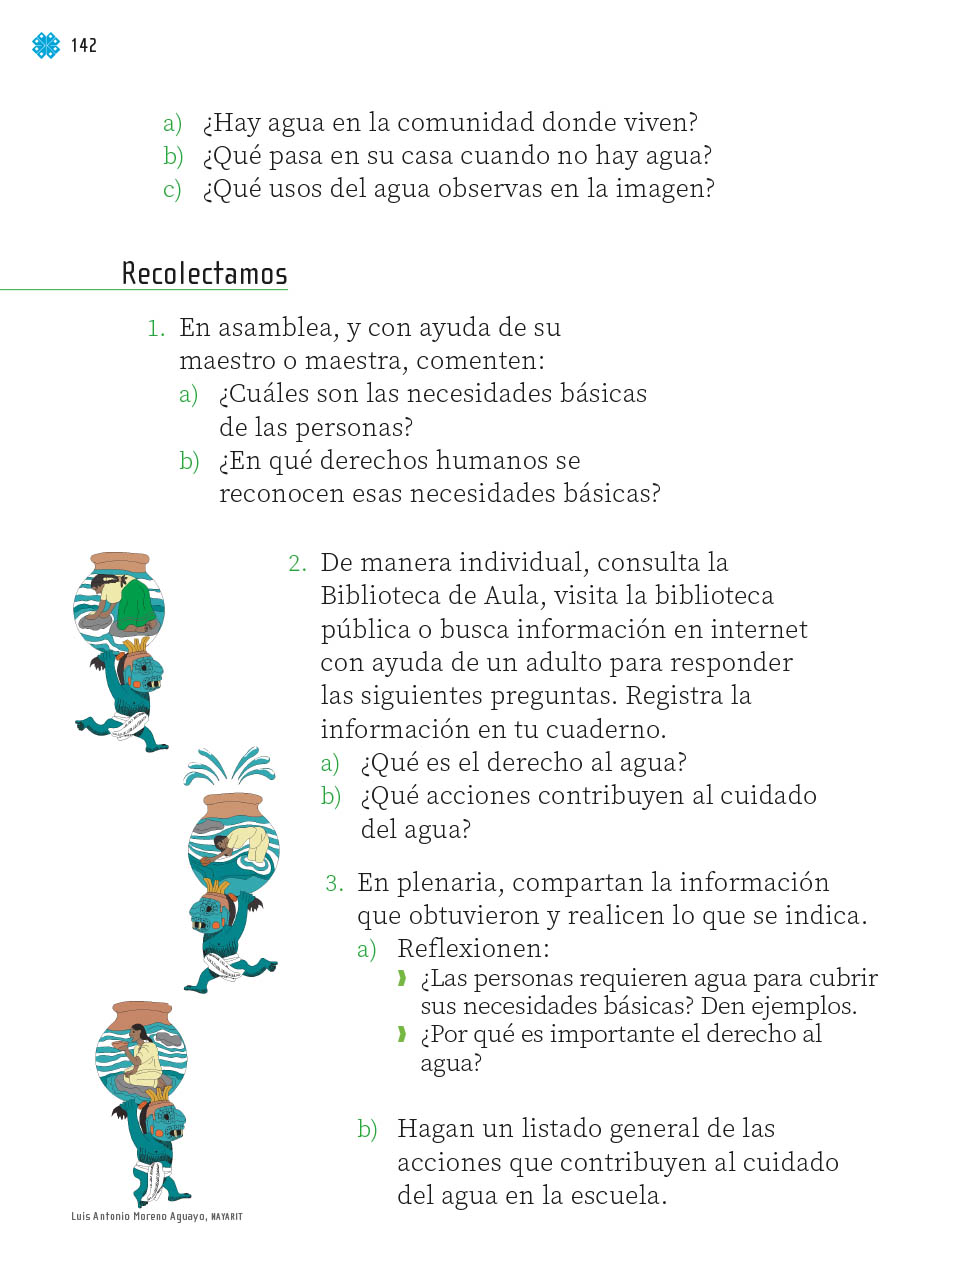 142
a) ¿Hay agua en la comunidad donde viven?
b) ¿Qué pasa en su casa cuando no hay agua?
c) ¿Qué usos del agua observas en la imagen?
Recolectamos
1. En asamblea, y con ayuda de su
maestro o maestra, comenten:
a) ¿Cuáles son las necesidades básicas
de las personas?
b) ¿En qué derechos humanos se
reconocen esas necesidades básicas?
2. De manera individual, consulta la
Biblioteca de Aula, visita la biblioteca
pública o busca información en internet
con ayuda de un adulto para responder
las siguientes preguntas. Registra la
información en tu cuaderno.
a) ¿Qué es el derecho al agua?
b) ¿Qué acciones contribuyen al cuidado
del agua?
3. En plenaria, compartan la información
que obtuvieron y realicen lo que se indica.
a) Reflexionen:
¿Las personas requieren agua para cubrir
sus necesidades básicas? Den ejemplos.
¿Por qué es importante el derecho al
agua?
b) Hagan un listado general de las
acciones que contribuyen al cuidado
del agua en la escuela.
Luis Antonio Moreno Aguayo, NAYARIT